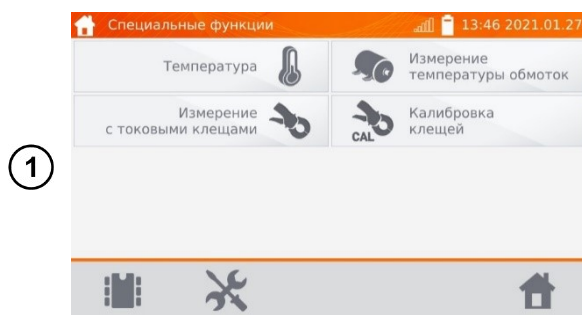 Специальные функции
13:46 2021.01.27
Температура
Измерение
температуры обмоток
Измерение
с токовыми клещами
CAL
Калибровка
клещей
1